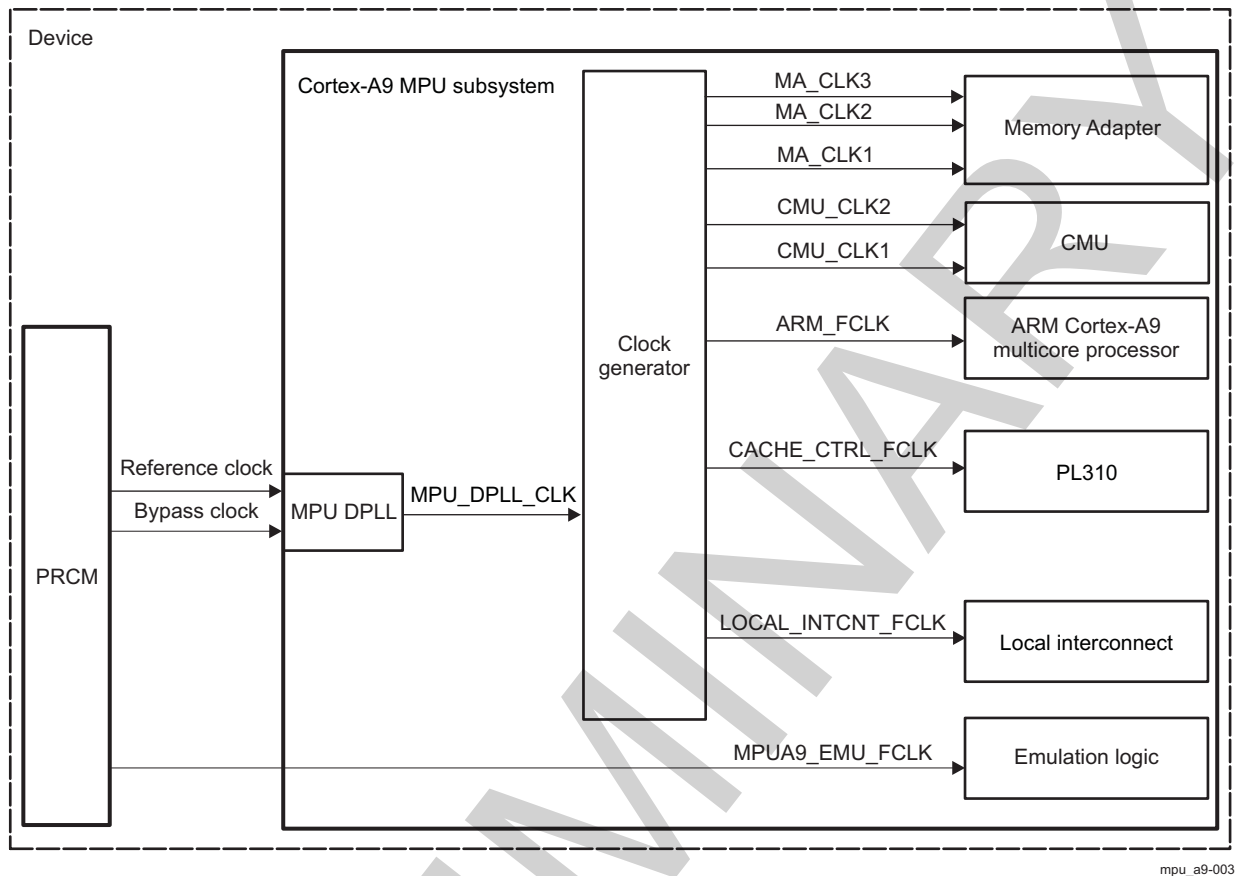 Device
Cortex-A9 MPU subsystem
MA_CLK3
MA_CLK2
MA_CLK1
Memory Adapter
CMU_CLK2
CMU_CLK1
CMU
ARM_FCLK
ARM Cortex-A9
multicore processor
Clock
generator
CACHE_CTRL_FCLK
PL310
Reference clock
Bypass clock
MPU DPLL
MPU_DPLL_CLK
PRCM
LOCAL_INTCNT_FCLK
Local interconnect
MPUA9_EMU_FCLK
Emulation logic
mpu_a9-003
MINARY